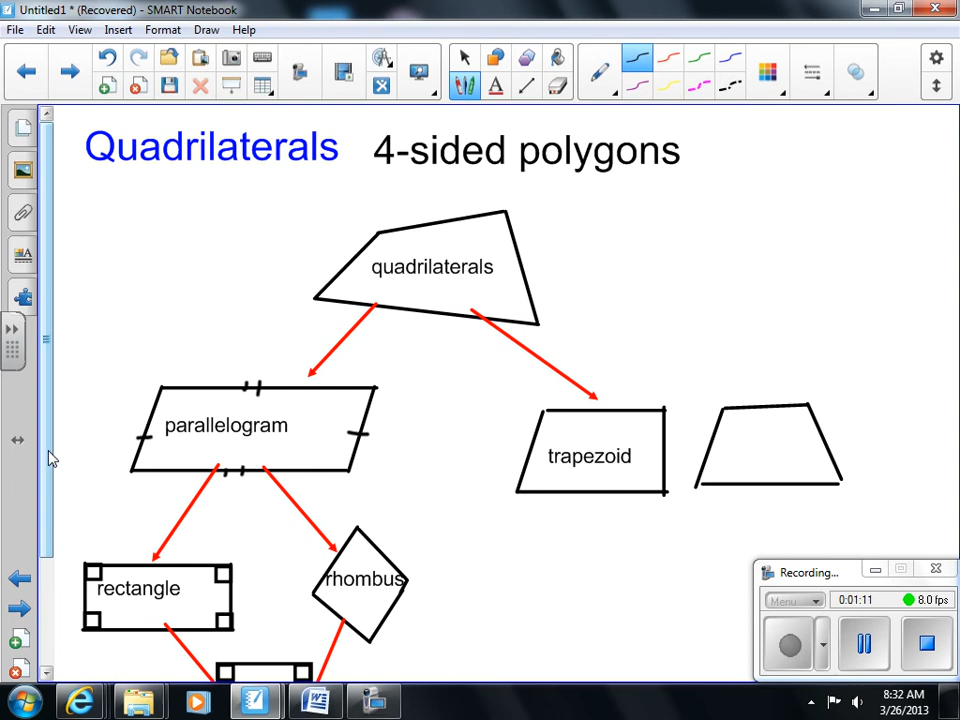 Untitled1 * (Recovered) - SMART Notebook
File Edit View Insert Format Draw Help
Quadrilaterals 4-sided polygons
quadrilaterals
parallelogram
trapezoid
rectangle
rhombus
Recording...
Menu
0:01:11
8.0 fps
8:32 AM
3/26/2013